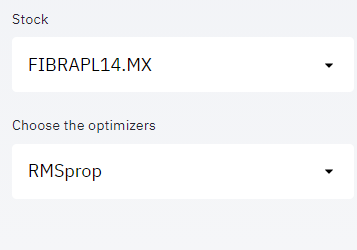 Stock
FIBRAPL14.MX
Choose the optimizers
RMSprop